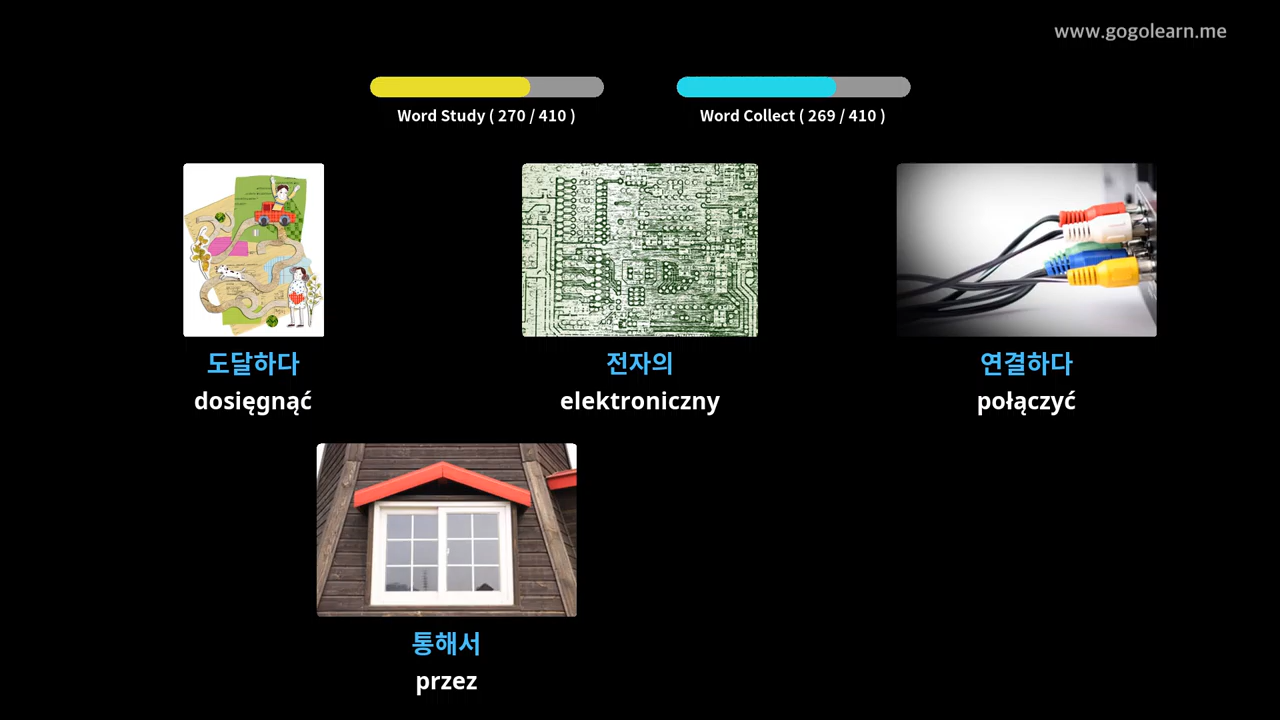 www.gogolearn.me
Word Study ( 270 / 410 )
Word Collect ( 269 / 410 )
도달하다
dosięgnąć
전자의
elektroniczny
연결하다
połączyć
통해서
przez